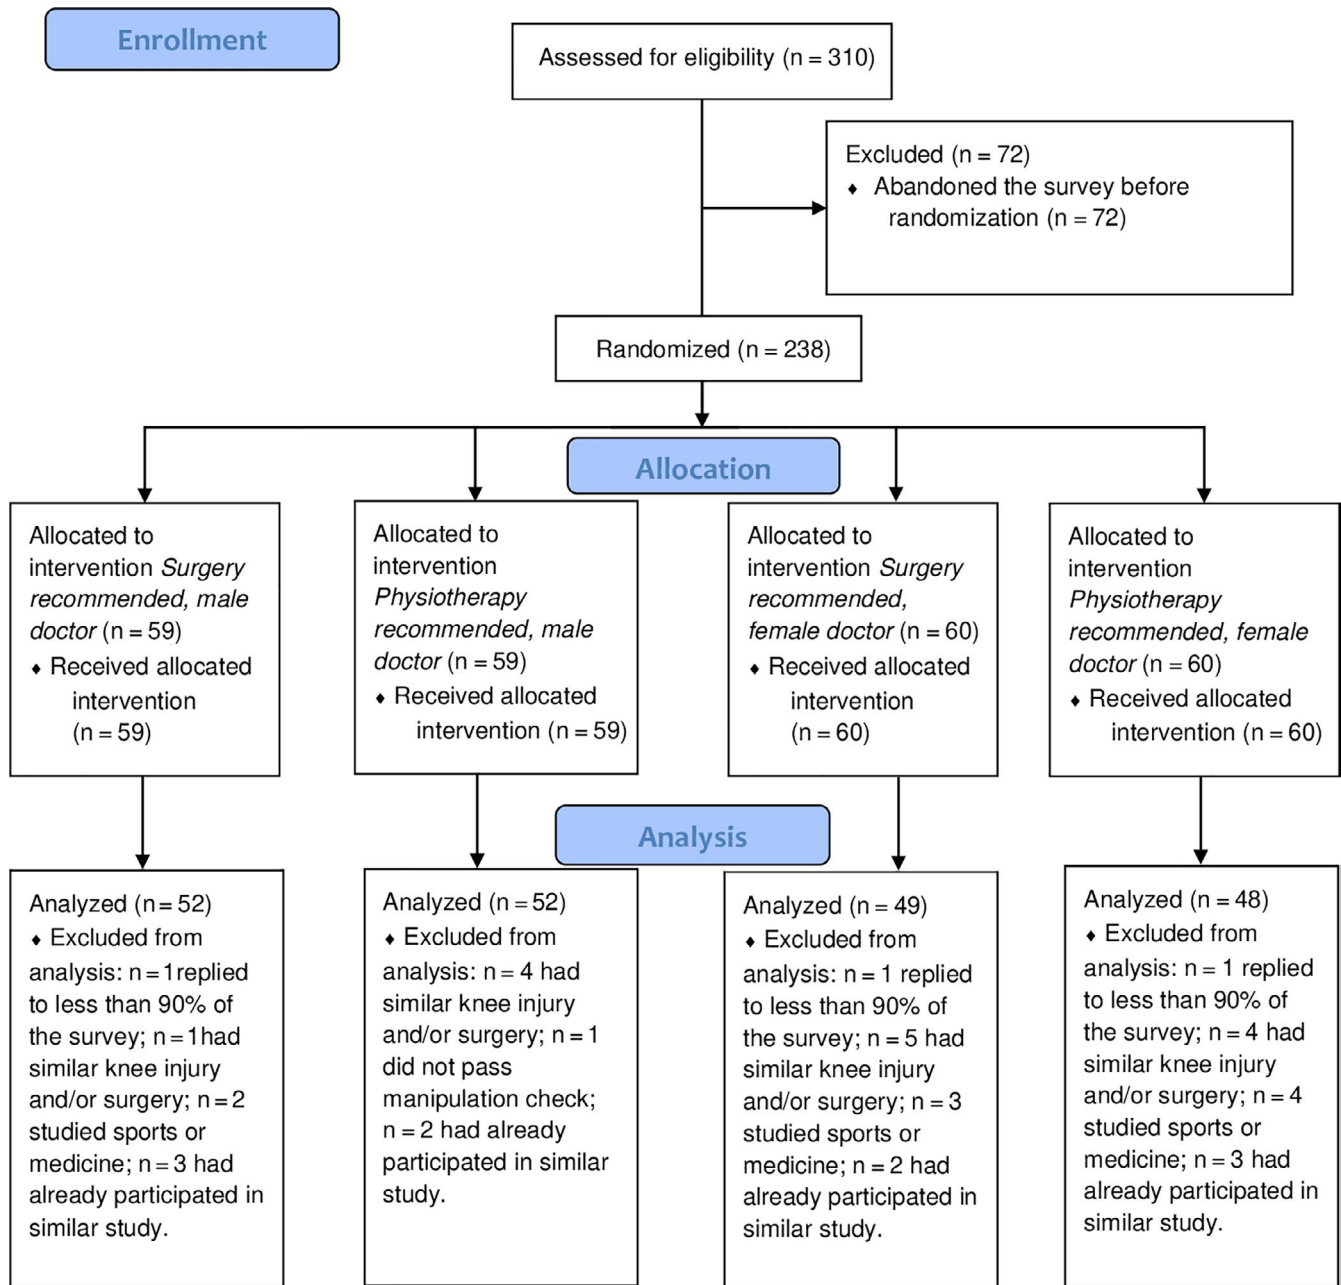 Enrollment
Assessed for eligibility (n = 310)
Excluded (n = 72)
♦ Abandoned the survey before
randomization (n = 72)
Randomized (n = 238)
Allocation
Allocated to
intervention Surgery
recommended, male
doctor (n = 59)
♦ Received allocated
intervention
(n = 59)
Allocated to
intervention
Physiotherapy
recommended, male
doctor (n = 59)
♦ Received allocated
intervention (n = 59)
Allocated to
intervention Surgery
recommended,
female doctor (n = 60)
♦ Received allocated
intervention
(n = 60)
Allocated to
intervention
Physiotherapy
recommended, female
doctor (n = 60)
♦ Received allocated
intervention (n = 60)
Analysis
Analyzed (n = 52)
♦ Excluded from
analysis: n = 1 replied
to less than 90% of
the survey; n = 1 had
similar knee injury
and/or surgery; n = 2
studied sports or
medicine; n = 3 had
already participated in
similar study.
Analyzed (n = 52)
♦ Excluded from
analysis: n = 4 had
similar knee injury
and/or surgery; n = 1
did not pass
manipulation check;
n = 2 had already
participated in similar
study.
Analyzed (n = 49)
♦ Excluded from
analysis: n = 1 replied
to less than 90% of
the survey; n = 5 had
similar knee injury
and/or surgery; n = 3
studied sports or
medicine; n = 2 had
already participated in
similar study.
Analyzed (n = 48)
♦ Excluded from
analysis: n = 1 replied
to less than 90% of
the survey; n = 4 had
similar knee injury
and/or surgery; n = 4
studied sports or
medicine; n = 3 had
already participated in
similar study.